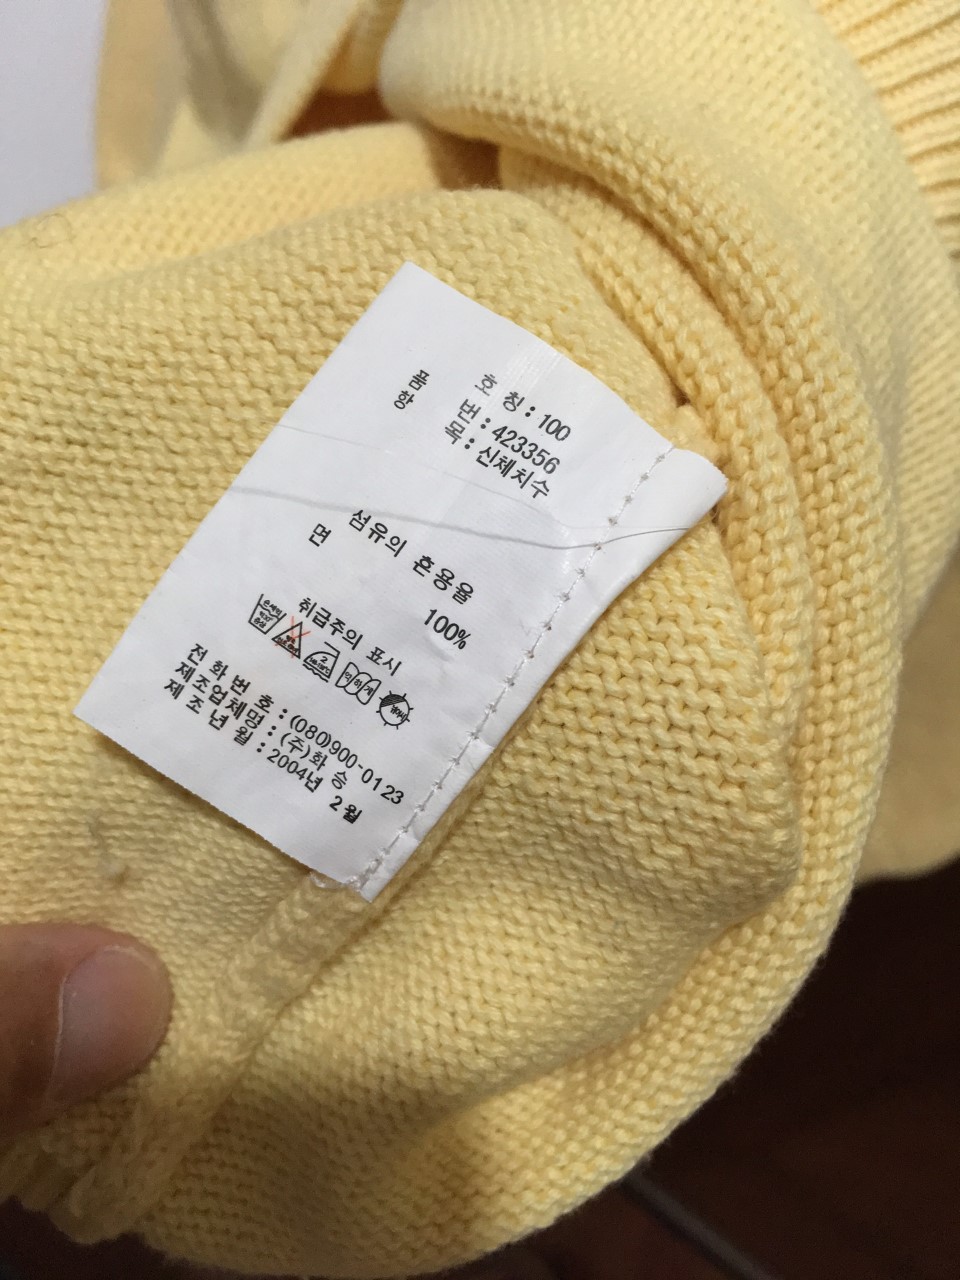 호 칭 : 100
품 번 : 423356
항 목 : 신체치수
섬유의 혼용율
면 100%
취급주의 표시
전 화 번 호 : (080)900-0123
제조업체명 : (주)화 승
제 조 년 월 : 2004년 2월